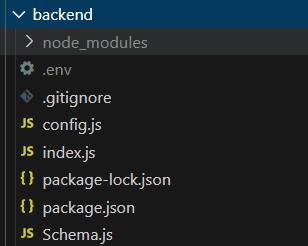 backend
node_modules
.env
.gitignore
JS config.js
JS index.js
{} package-lock.json
{} package.json
JS Schema.js